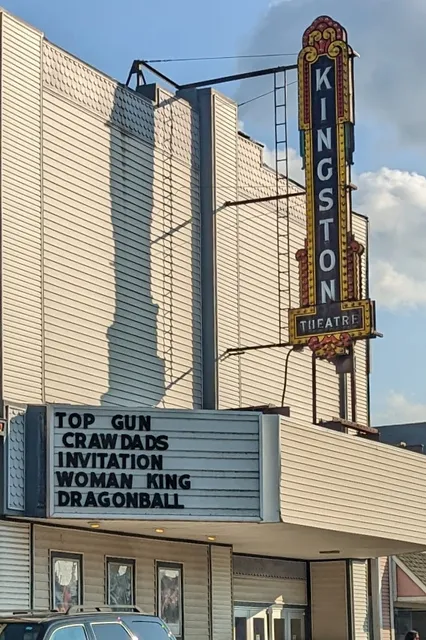 KINGSTON
THEATRE
TOP GUN
CRAWDADS
INVITATION
WOMAN KING
DRAGONBALL